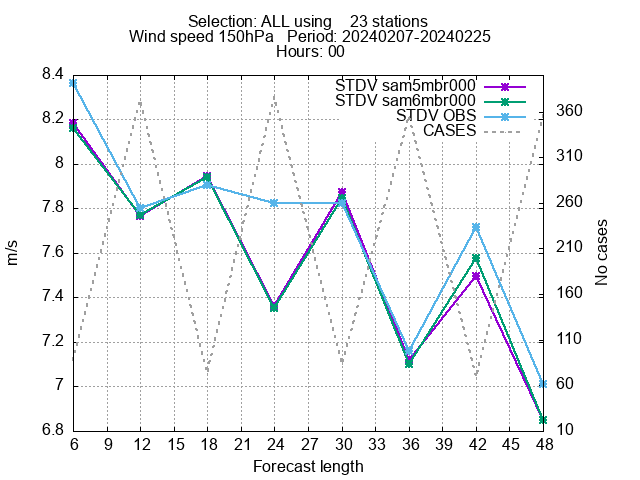 Selection: ALL using    23 stations
Wind speed 150hPa   Period: 20240207-20240225
Hours: 00
STDV sam5mbr000
STDV sam6mbr000
STDV OBS
CASES
8.4
8.2
8
7.8
7.6
7.4
7.2
7
6.8
m/s
360
310
260
210
160
110
60
10
No cases
6 9 12 15 18 21 24 27 30 33 36 39 42 45 48
Forecast length